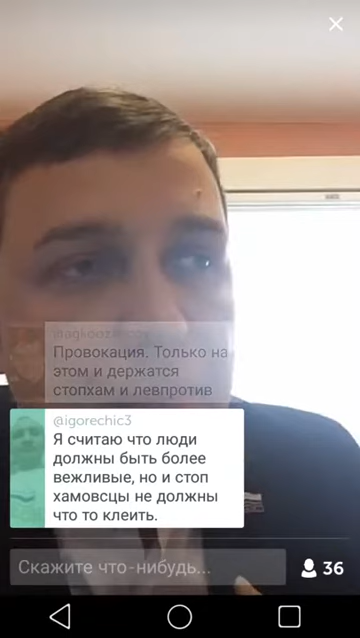 Провокация. Только на
этом и держатся
стопхам и левпротив
@igorechic3
Я считаю что люди
должны быть более
вежливые, но и стоп
хамовсцы не должны
что то клеить.
Скажите что-нибудь...
36